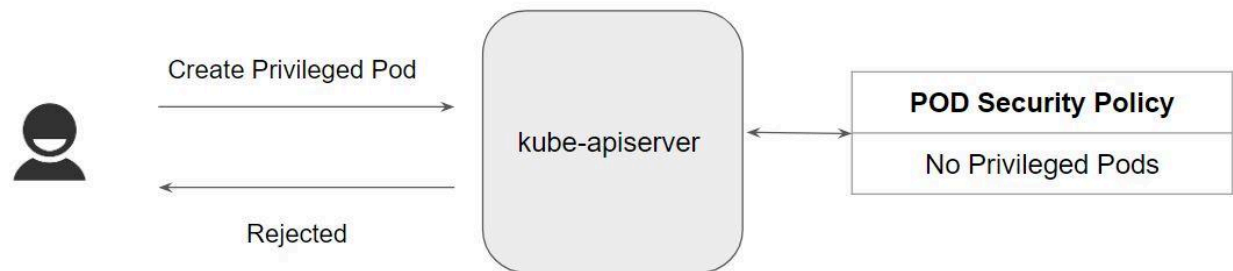 Create Privileged Pod
Rejected
kube-apiserver
POD Security Policy
No Privileged Pods